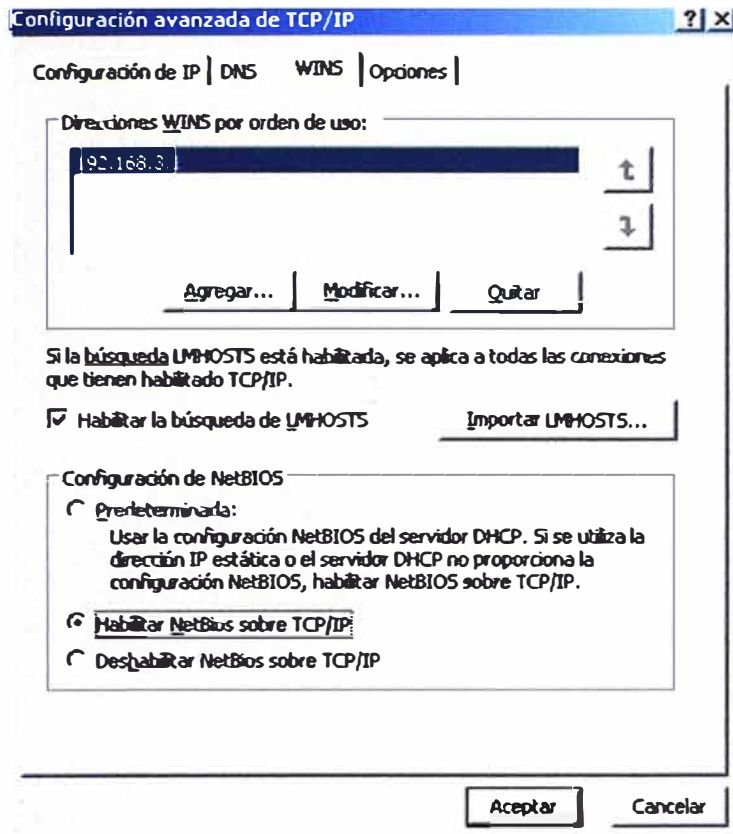 Configuración avanzada de TCP/IP
Configuración de IP DNS WINS Opciones
Direcciones WINS por orden de uso:
Agregar... Modificar... Quitar
Si la búsqueda LMHOSTS está habilitada, se aplica a todas las conexiones
que tienen habilitado TCP/IP.
Habilitar la búsqueda de LMHOSTS Importar LMHOSTS...
Configuración de NetBIOS
Predeterminada:
Usar la configuración NetBIOS del servidor DHCP. Si se utiliza la
dirección IP estática o el servidor DHCP no proporciona la
configuración NetBIOS, habilitar NetBIOS sobre TCP/IP.
Habilitar NetBios sobre TCP/IP
Deshabilitar NetBios sobre TCP/IP
Aceptar Cancelar